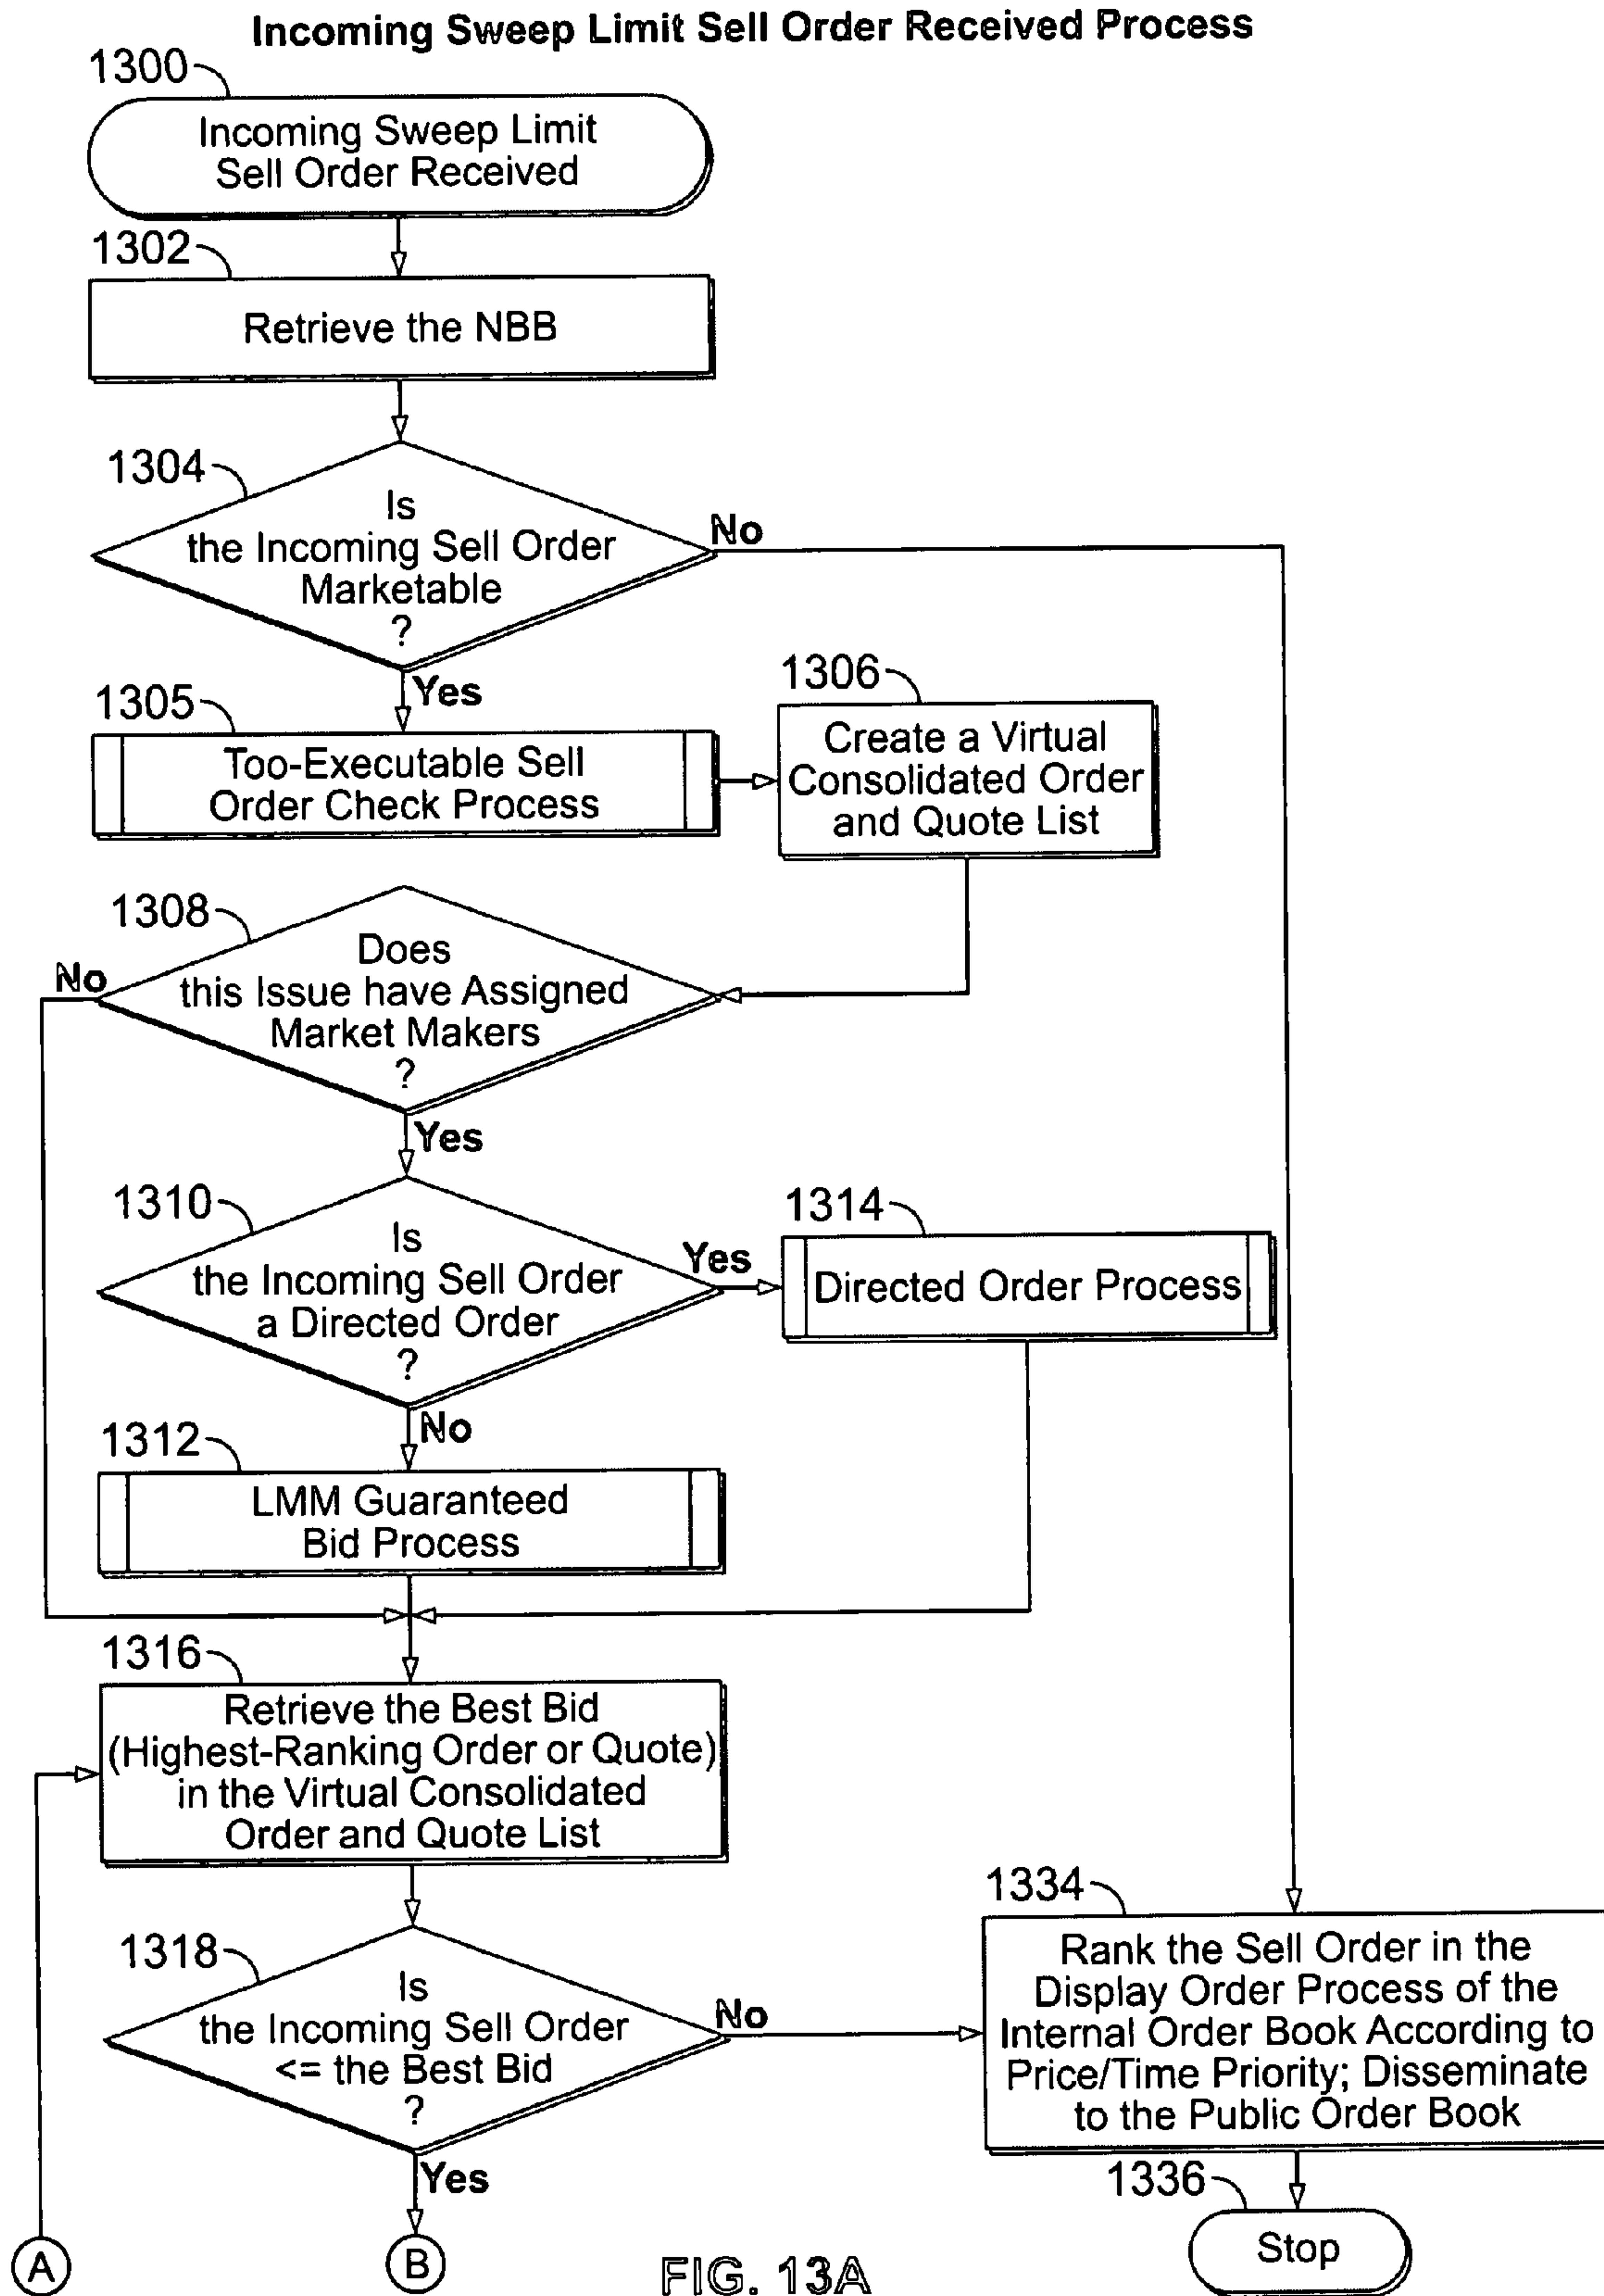 Incoming Sweep Limit Sell Order Received Process
1300
Incoming Sweep Limit
Sell Order Received
1302
Retrieve the NBB
1304
Is
the Incoming Sell Order
Marketable
?
No
Yes
1305
Too-Executable Sell
Order Check Process
1306
Create a Virtual
Consolidated Order
and Quote List
1308
Does
this Issue have Assigned
Market Makers
?
No
Yes
1310
Is
the Incoming Sell Order
a Directed Order
?
Yes
1314
Directed Order Process
No
1312
LMM Guaranteed
Bid Process
1316
Retrieve the Best Bid
(Highest-Ranking Order or Quote)
in the Virtual Consolidated
Order and Quote List
1318
Is
the Incoming Sell Order
<= the Best Bid
?
No
1334
Rank the Sell Order in the
Display Order Process of the
Internal Order Book According to
Price/Time Priority; Disseminate
to the Public Order Book
Yes
1336
Stop
A
B
FIG. 13A